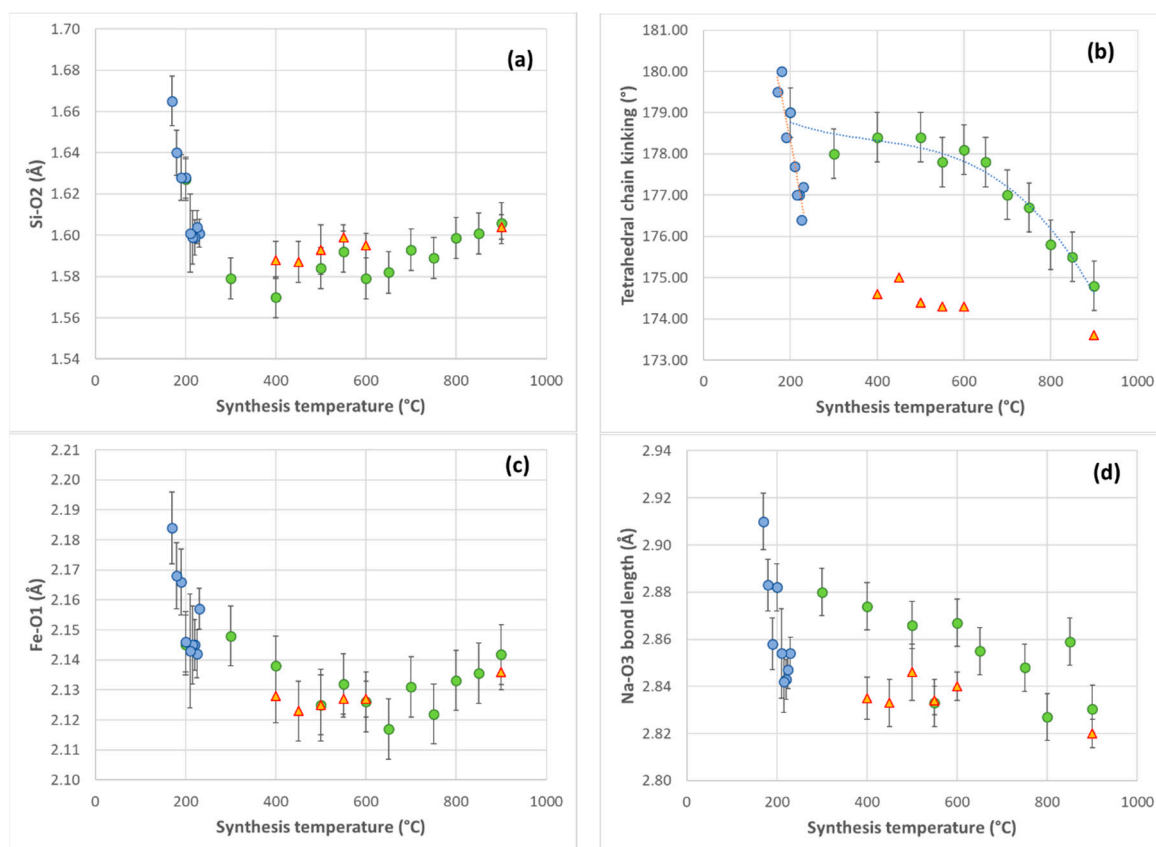 (a)
Si-O2 (Å)
1.70
1.68
1.66
1.64
1.62
1.60
1.58
1.56
1.54
0 200 400 600 800 1000
Synthesis temperature (°C)
(b)
Tetrahedral chain kinking (°)
181.00
180.00
179.00
178.00
177.00
176.00
175.00
174.00
173.00
0 200 400 600 800 1000
Synthesis temperature (°C)
(c)
Fe-O1 (Å)
2.21
2.20
2.19
2.18
2.17
2.16
2.15
2.14
2.13
2.12
2.11
2.10
0 200 400 600 800 1000
Synthesis temperature (°C)
(d)
Na-O3 bond length (Å)
2.94
2.92
2.90
2.88
2.86
2.84
2.82
2.80
0 200 400 600 800 1000
Synthesis temperature (°C)